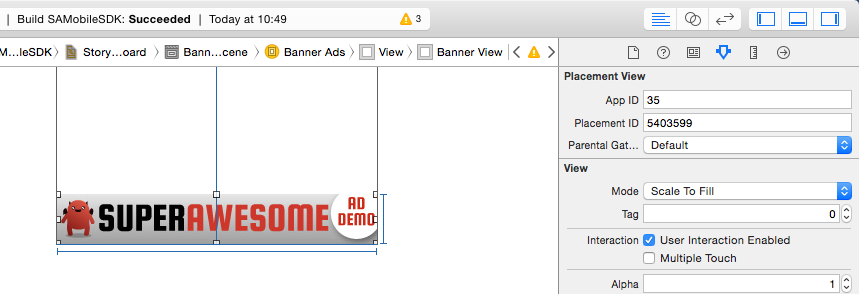 Build SAMobileSDK: Succeeded | Today at 10:49 3
M...leSDK Story...oard Bann...cene Banner Ads View Banner View
Placement View
App ID 35
Placement ID 5403599
Parental Gat... Default
View
Mode Scale To Fill
Tag 0
Interaction User Interaction Enabled
Multiple Touch
Alpha 1
SUPERAWESOME
AD
DEMO